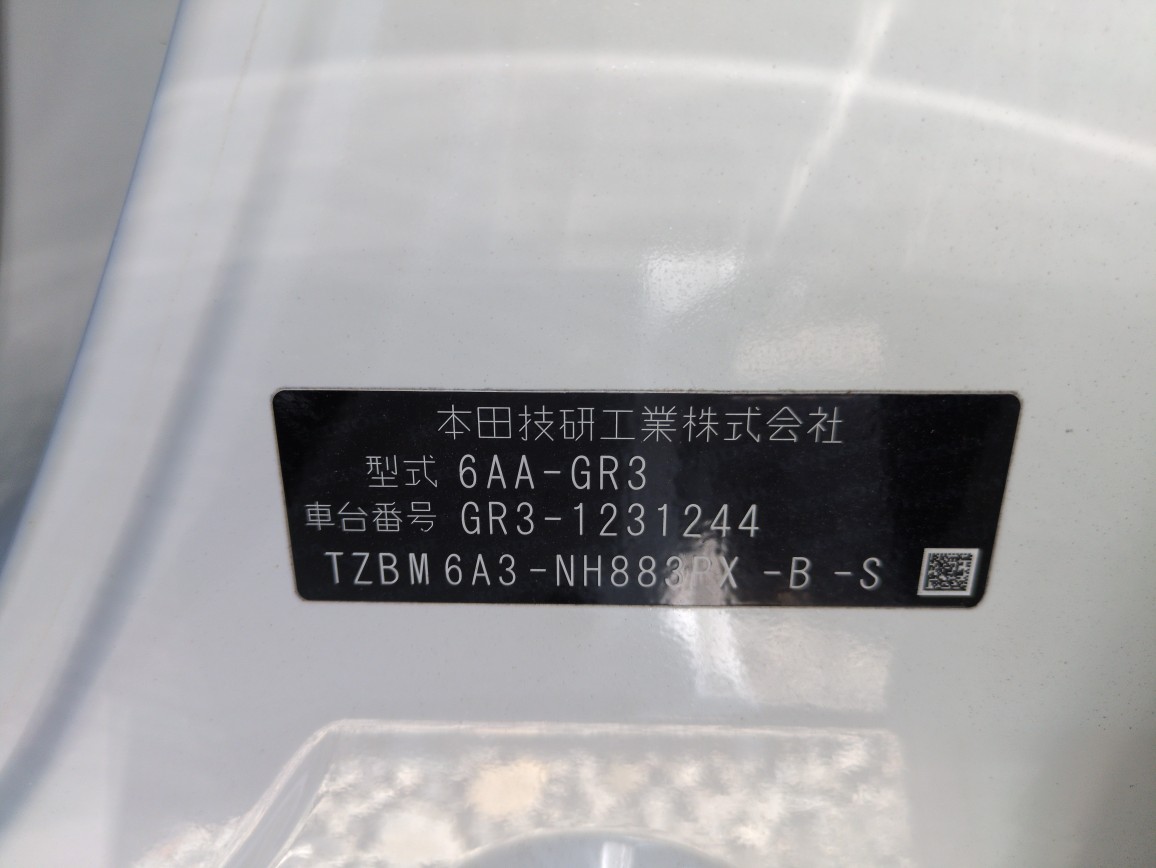 本田技研工業株式会社
型式 6AA-GR3
車台番号 GR3-1231244
TZBM6A3-NH883PX -B -S